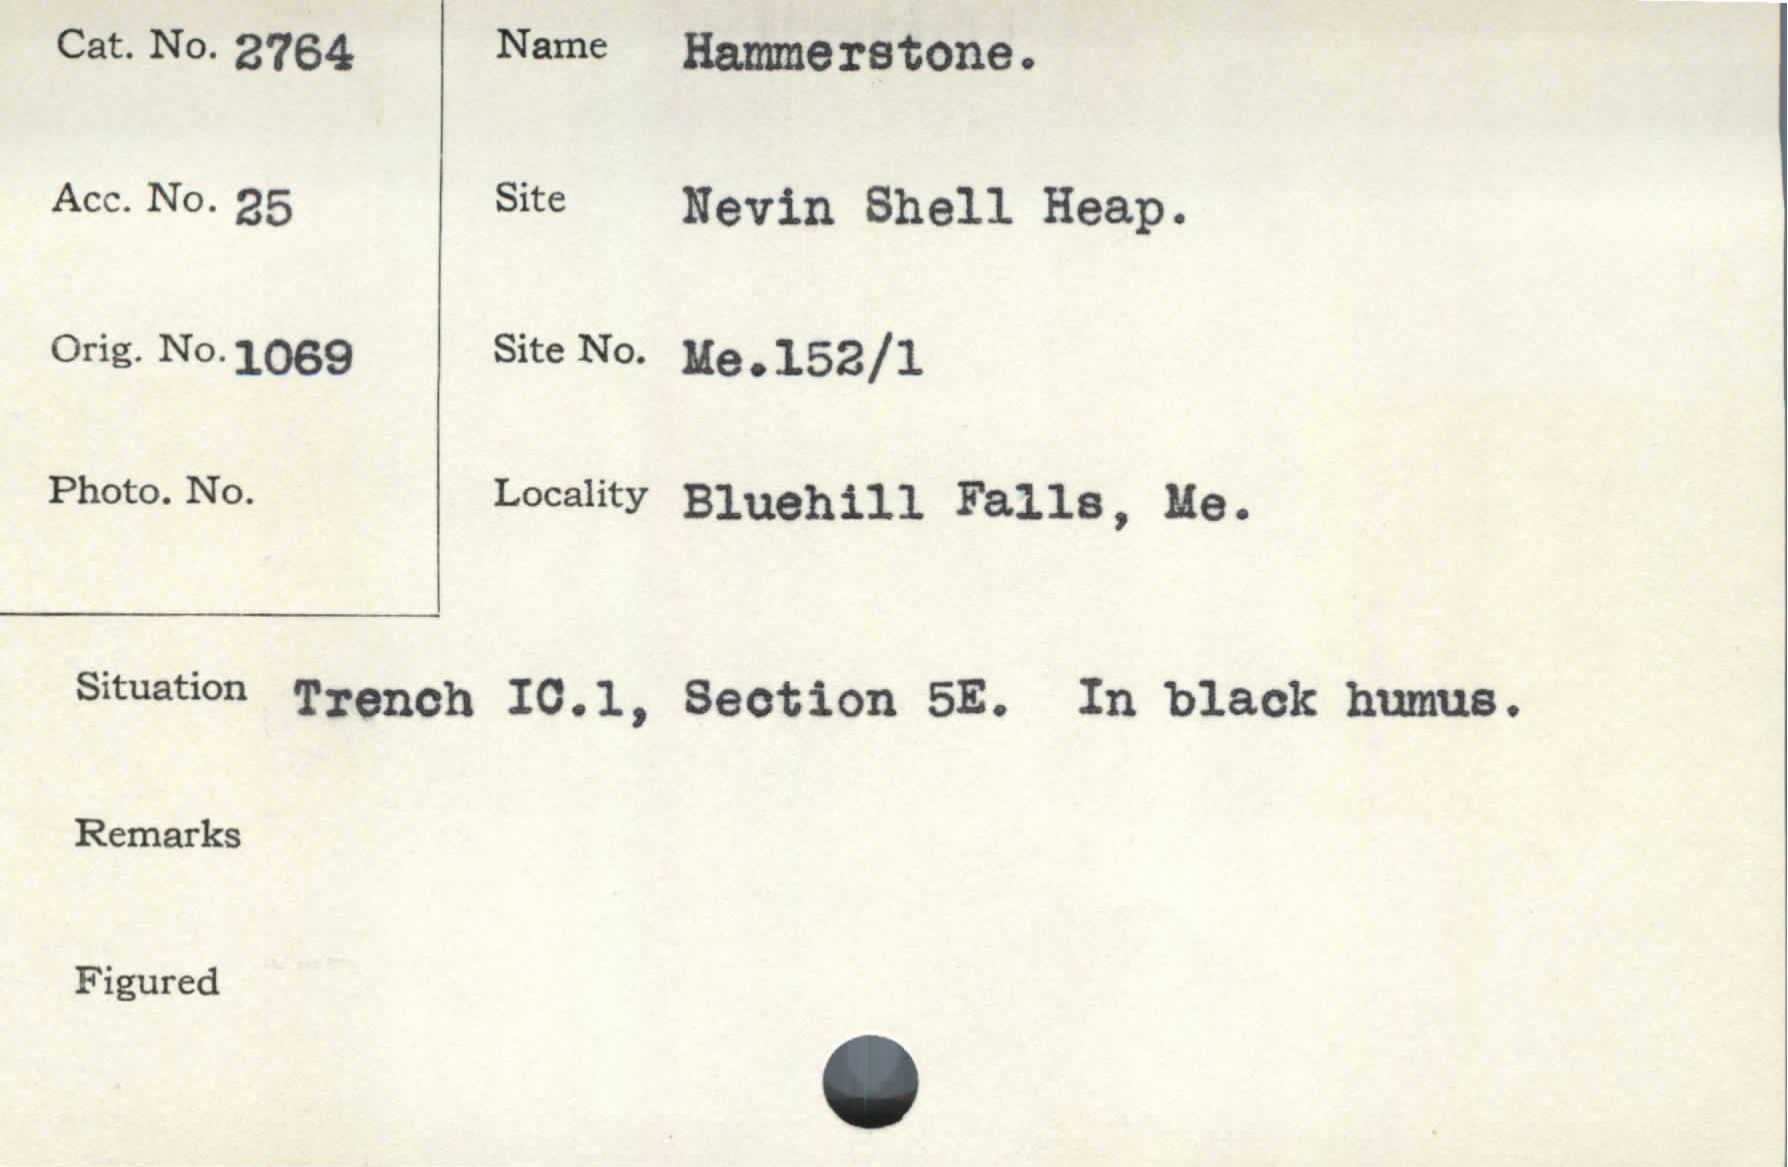 Cat. No. 2764
Acc. No. 25
Orig. No. 1069
Photo. No.
Name Hammerstone.
Site Nevin Shell Heap.
Site No. Me.152/1
Locality Bluehill Falls, Me.
Situation Trench IC.1, Section 5E. In black humus.
Remarks
Figured